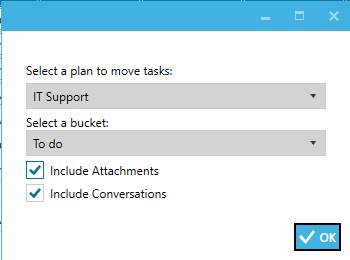 Select a plan to move tasks:
IT Support
Select a bucket:
To do
Include Attachments
Include Conversations
OK